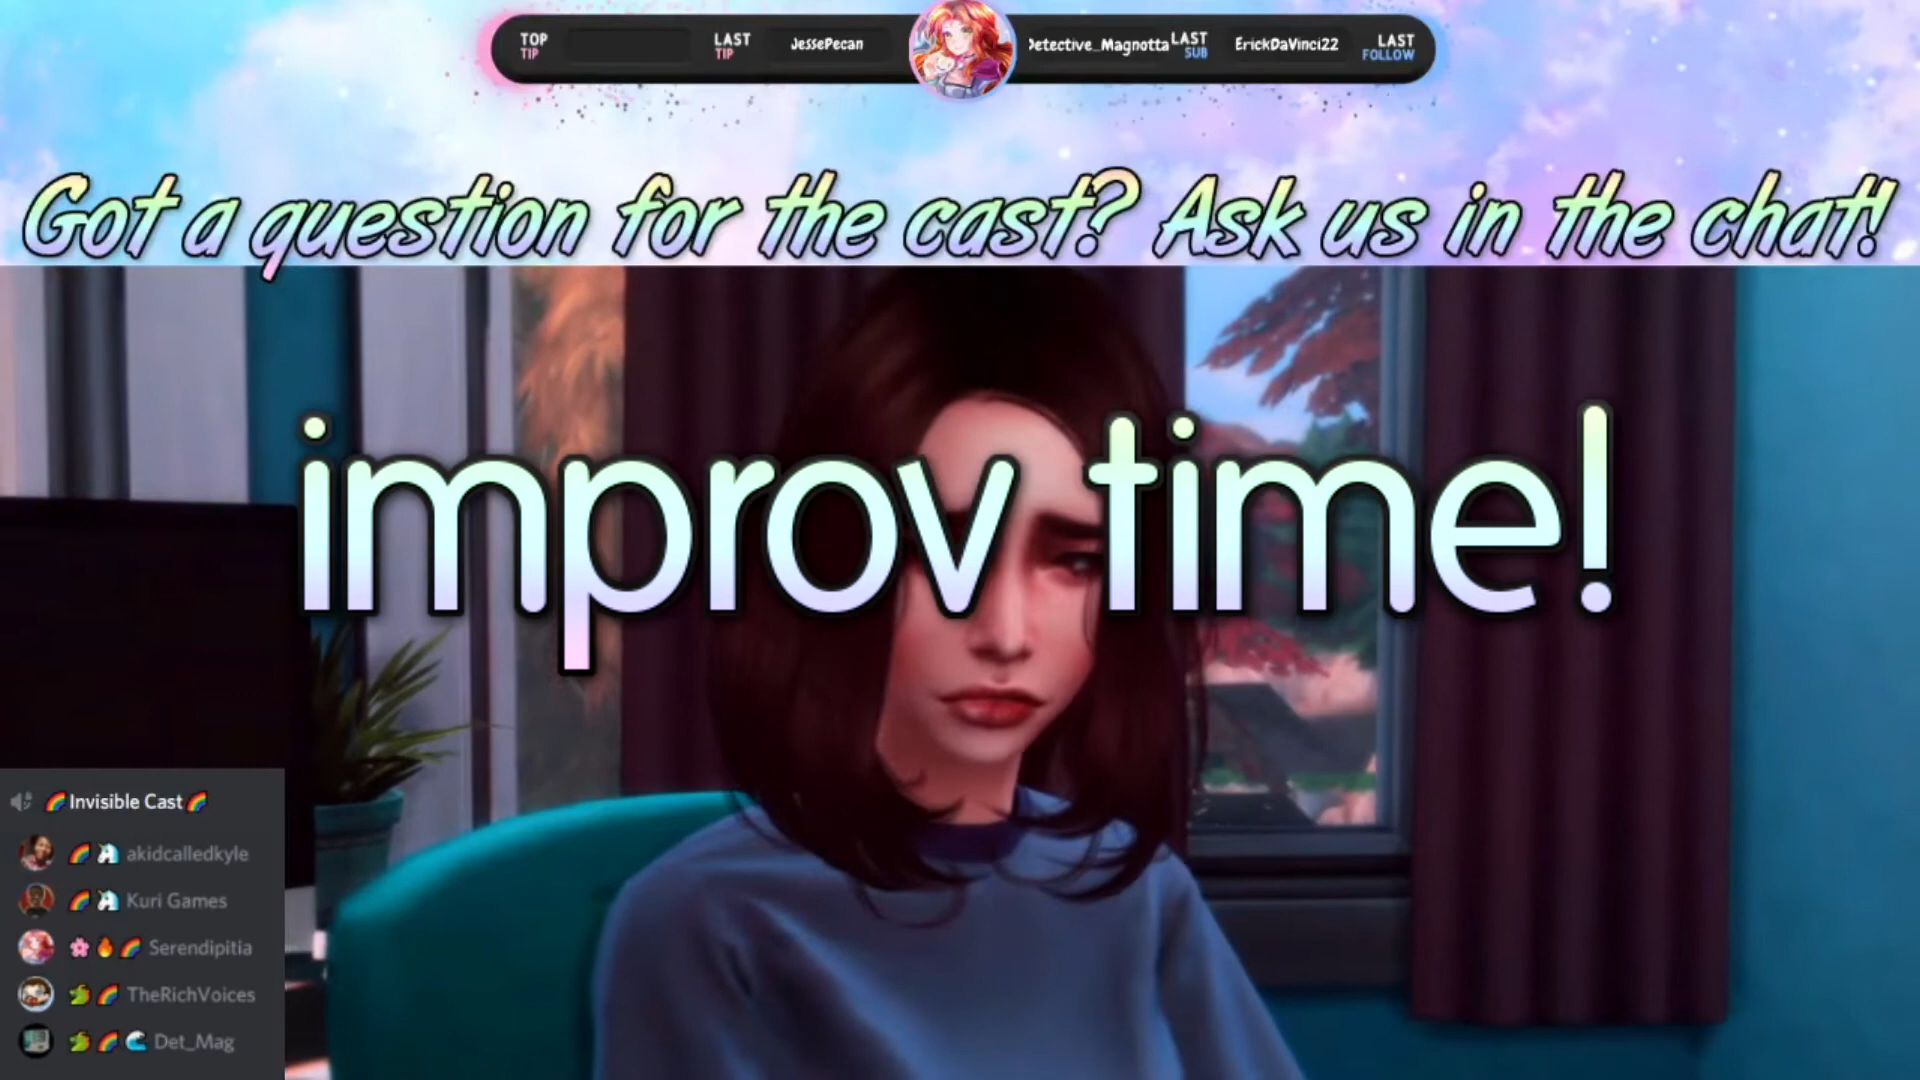 TOP TIP
LAST TIP
JessePecan
Detective_Magnotta
LAST SUB
ErickDaVinci22
LAST FOLLOW
Got a question for the cast? Ask us in the chat!
improv time!
🌈Invisible Cast🌈
🌈🦄 akidcalledkyle
🌈🦄 Kuri Games
🌸🔥🌈 Serendipitia
🐲🌈 TheRichVoices
🐲🌈🌊 Det_Mag